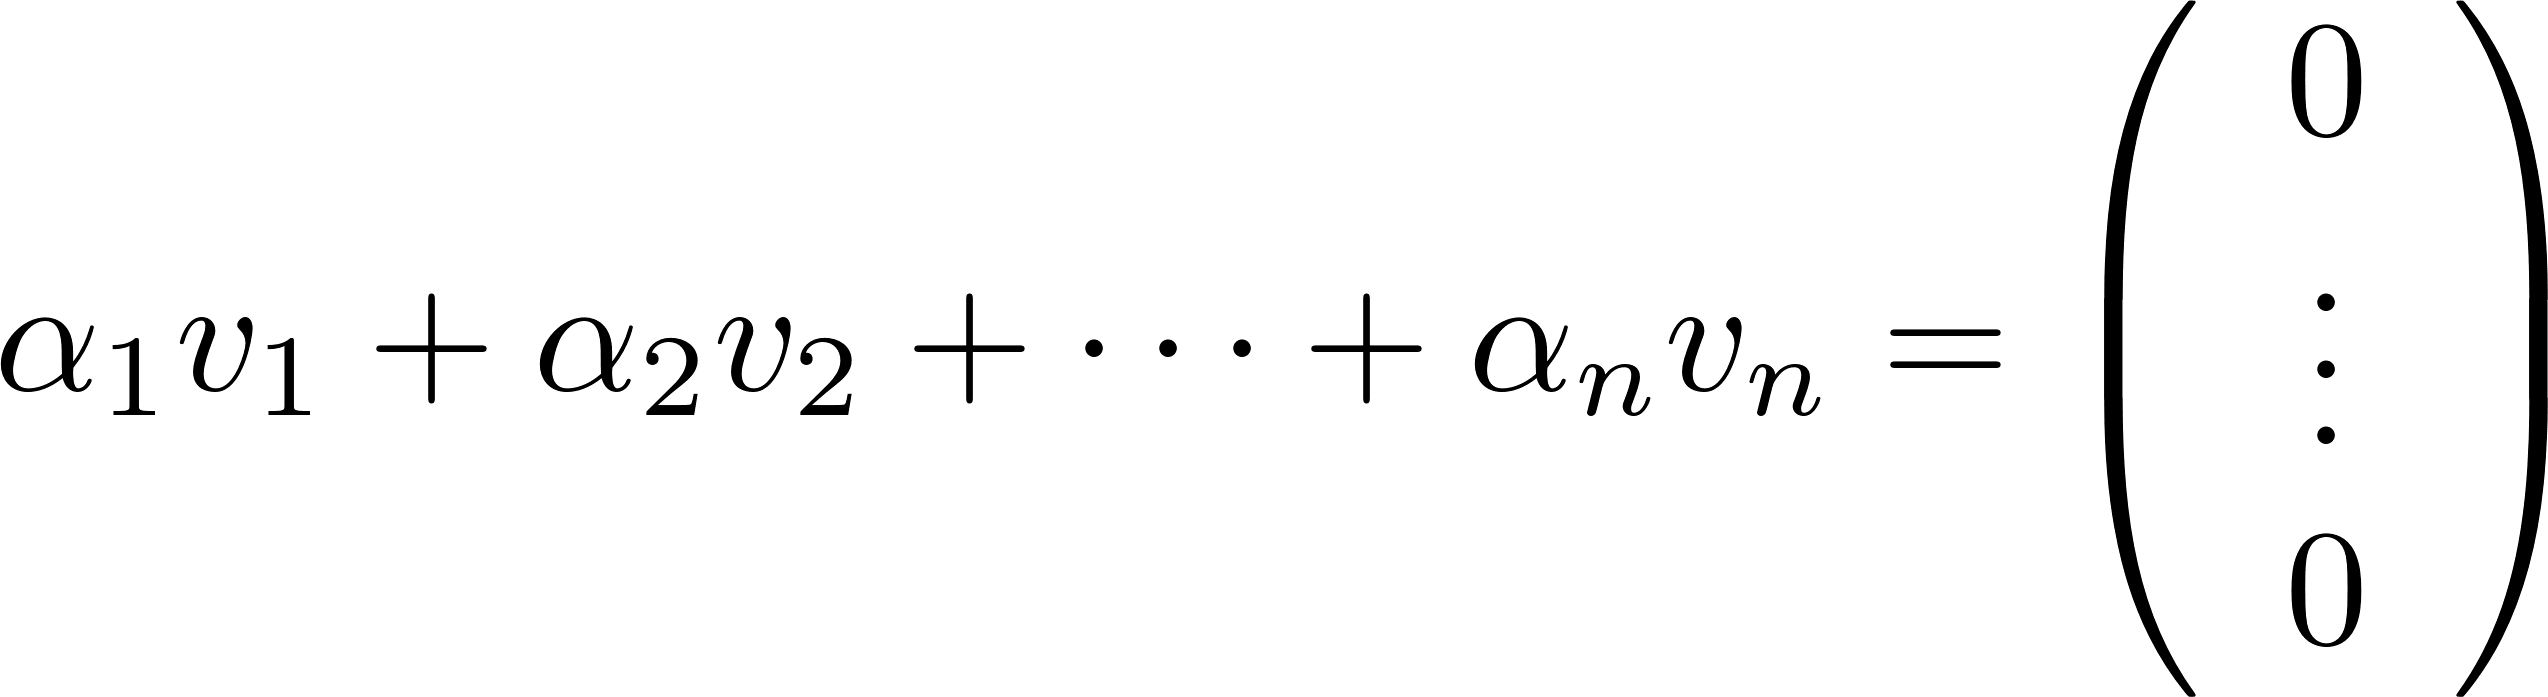 α₁v₁ + α₂v₂ + ··· + αₙvₙ = ( 0 ⋮ 0 )